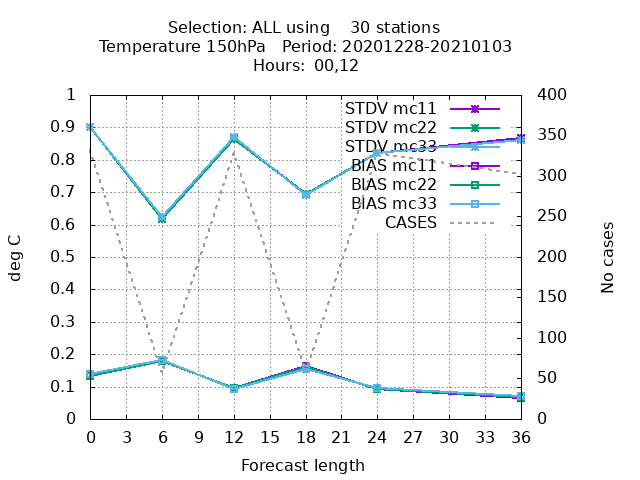 Selection: ALL using    30 stations
Temperature 150hPa   Period: 20201228-20210103
Hours: 00,12
1
0.9
0.8
0.7
0.6
0.5
0.4
0.3
0.2
0.1
0
deg C
STDV mc11
STDV mc22
STDV mc33
BIAS mc11
BIAS mc22
BIAS mc33
CASES
400
350
300
250
200
150
100
50
0
No cases
0 3 6 9 12 15 18 21 24 27 30 33 36
Forecast length